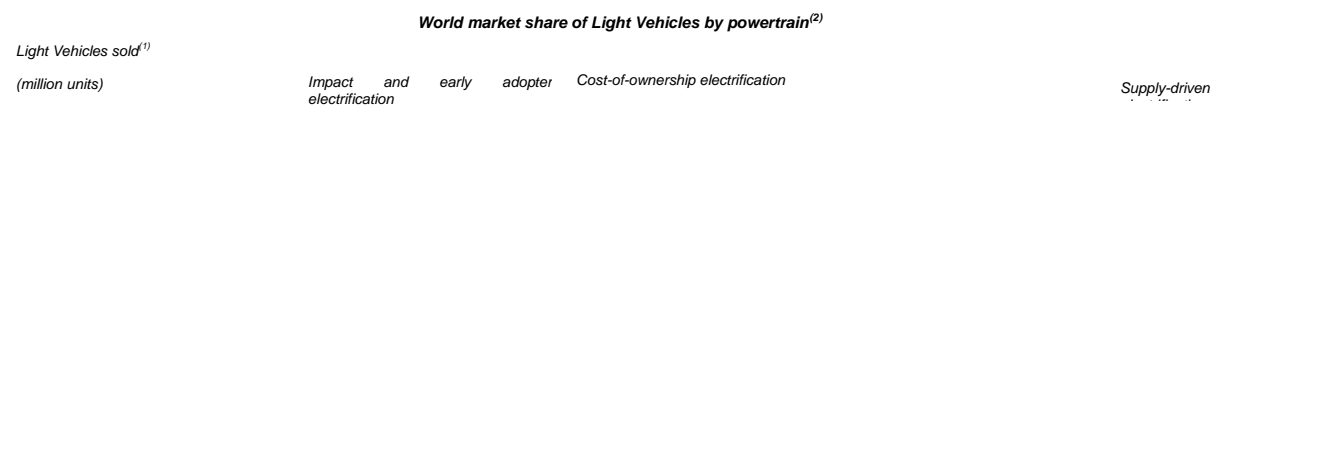 World market share of Light Vehicles by powertrain(2)
Light Vehicles sold(1)
(million units)
Impact and early adopter
electrification
Cost-of-ownership electrification
Supply-driven